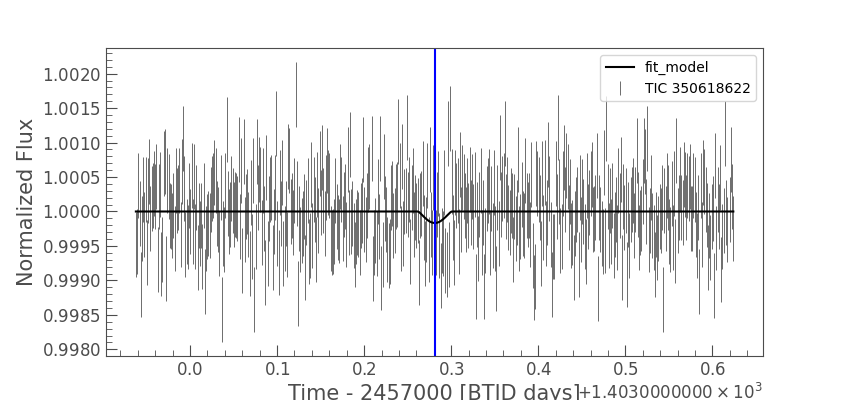 fit_model
TIC 350618622
1.0020
1.0015
1.0010
1.0005
1.0000
0.9995
0.9990
0.9985
0.9980
Normalized Flux
0.0 0.1 0.2 0.3 0.4 0.5 0.6
Time - 2457000 [BTJD days]
+1.4030000000 × 10³